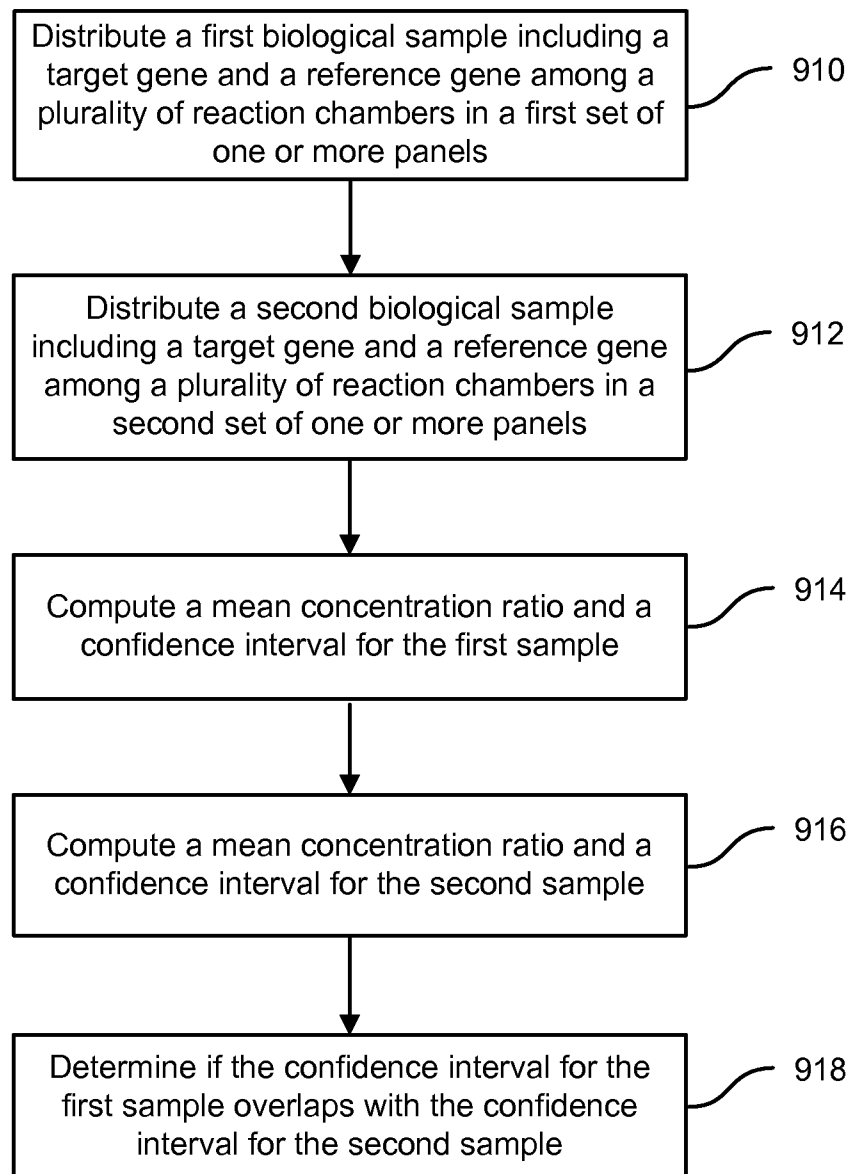 Distribute a first biological sample including a
target gene and a reference gene among a
plurality of reaction chambers in a first set of
one or more panels
910
Distribute a second biological sample
including a target gene and a reference gene
among a plurality of reaction chambers in a
second set of one or more panels
912
Compute a mean concentration ratio and a
confidence interval for the first sample
914
Compute a mean concentration ratio and a
confidence interval for the second sample
916
Determine if the confidence interval for the
first sample overlaps with the confidence
interval for the second sample
918